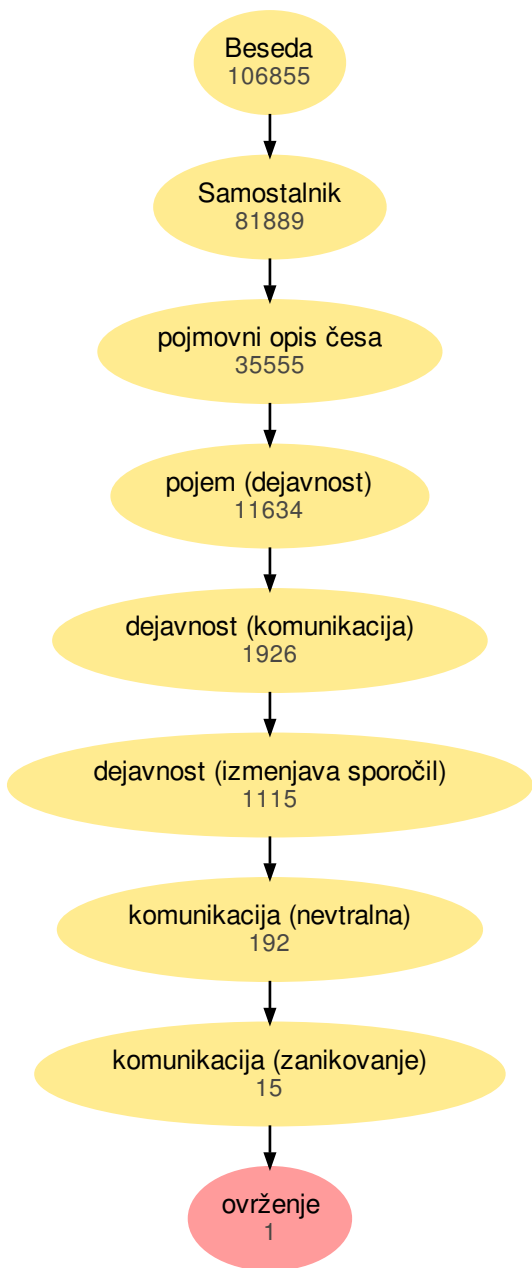 Beseda
106855
Samostalnik
81889
pojmovni opis česa
35555
pojem (dejavnost)
11634
dejavnost (komunikacija)
1926
dejavnost (izmenjava sporočil)
1115
komunikacija (nevtralna)
192
komunikacija (zanikovanje)
15
ovrženje
1